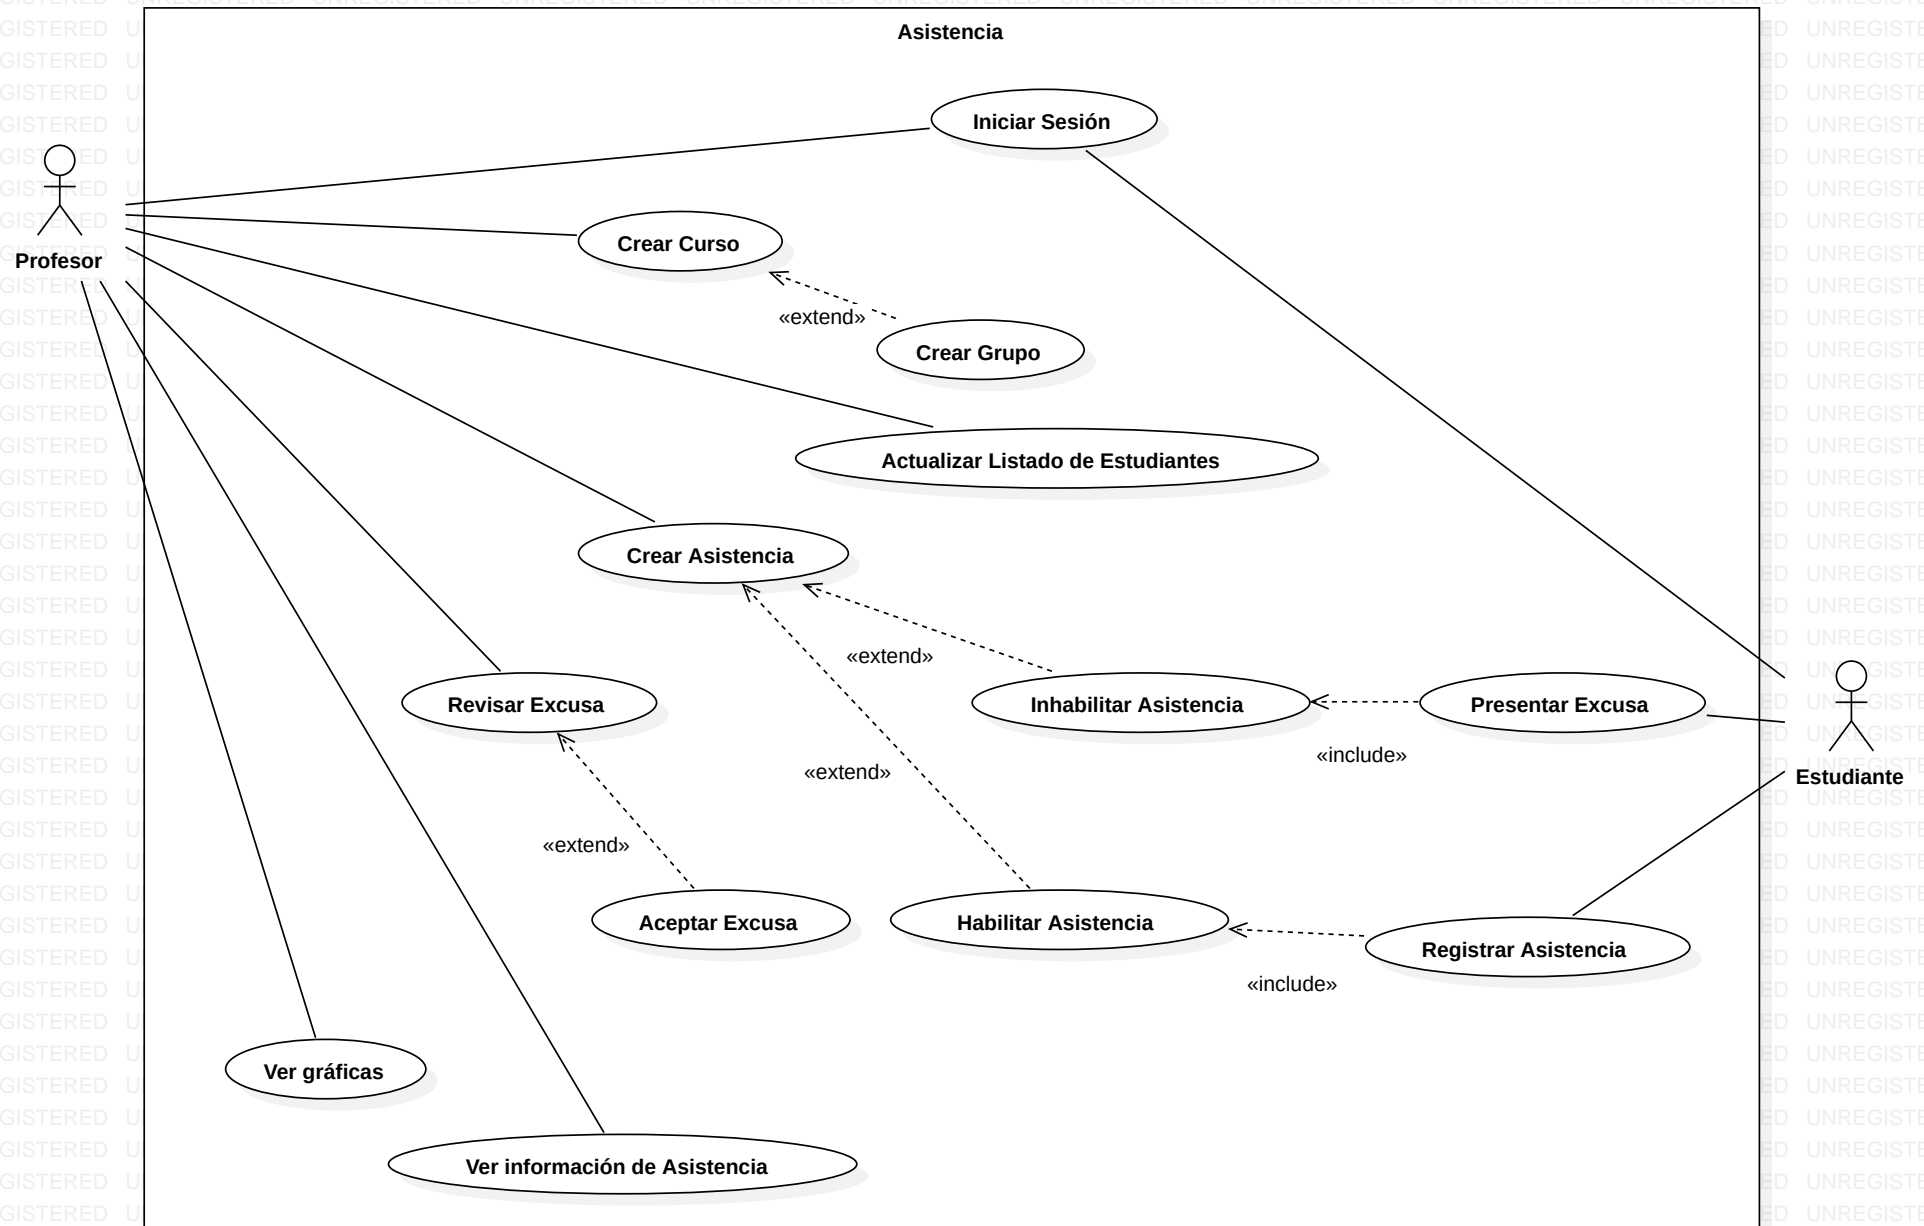 Asistencia
Iniciar Sesión
Crear Curso
Profesor
«extend»
Crear Grupo
Actualizar Listado de Estudiantes
Crear Asistencia
«extend»
Revisar Excusa
Inhabilitar Asistencia
Presentar Excusa
«include»
«extend»
Estudiante
«extend»
Aceptar Excusa
Habilitar Asistencia
Registrar Asistencia
«include»
Ver gráficas
Ver información de Asistencia